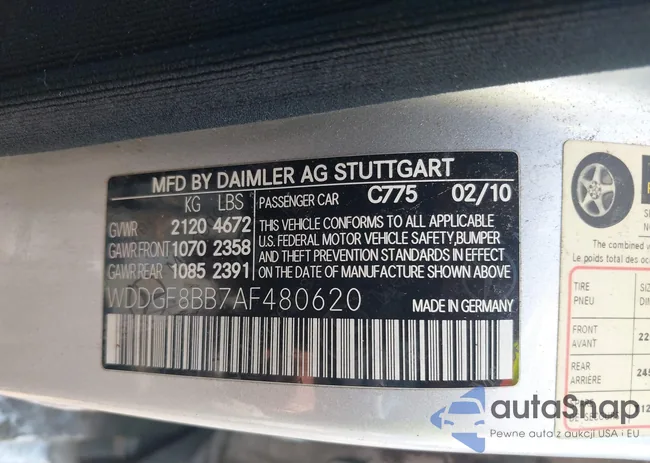 MFD BY DAIMLER AG STUTTGART
KG LBS PASSENGER CAR C775 02/10
GVWR 2120 4672
GAWR FRONT 1070 2358
GAWR REAR 1085 2391
THIS VEHICLE CONFORMS TO ALL APPLICABLE
U.S. FEDERAL MOTOR VEHICLE SAFETY,BUMPER
AND THEFT PREVENTION STANDARDS IN EFFECT
ON THE DATE OF MANUFACTURE SHOWN ABOVE
WDDGF8BB7AF480620 MADE IN GERMANY
The combined
Le poids total des
TIRE
PNEU
FRONT
AVANT
REAR
ARRIERE
autaSnap
Pewne auta z aukcji USA i EU